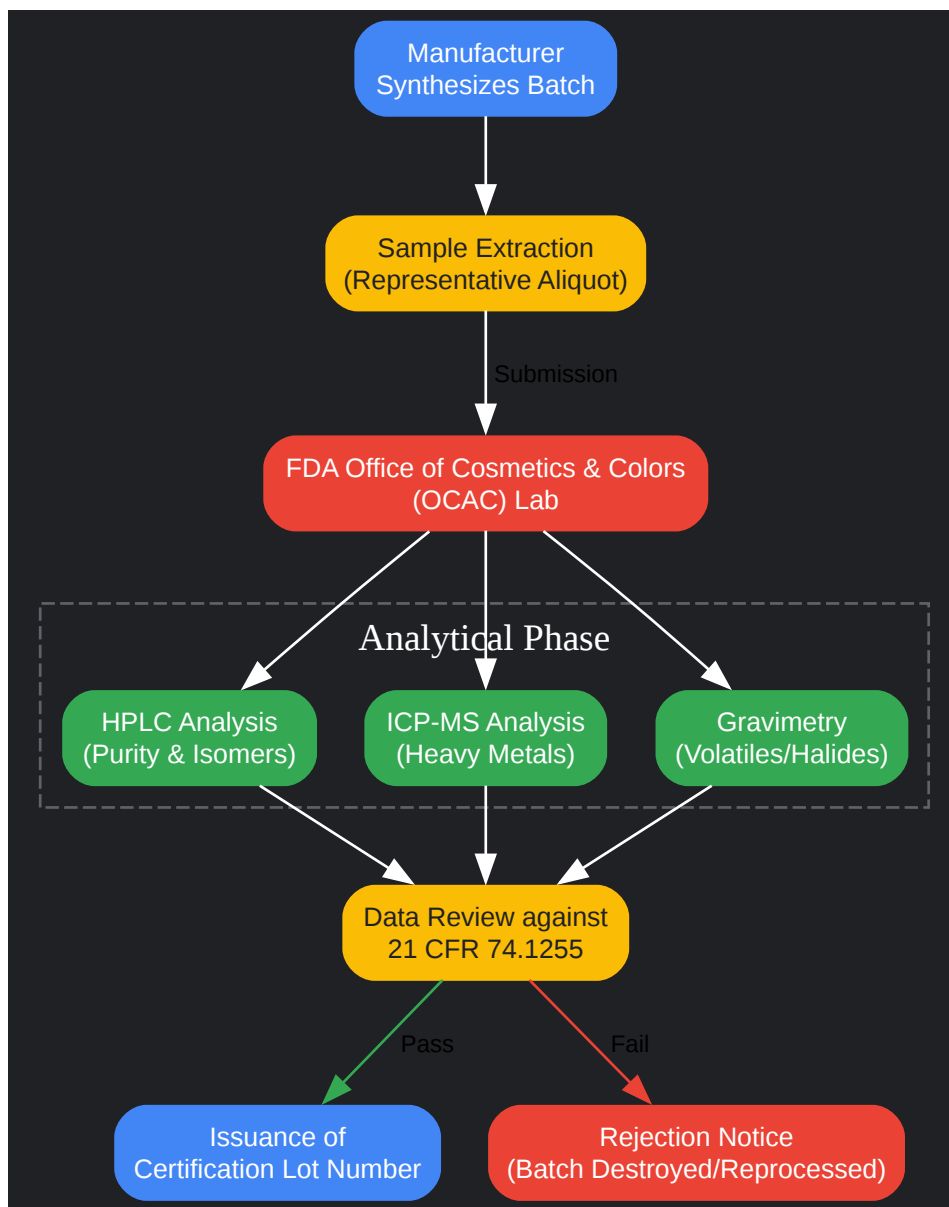 Manufacturer
Synthesizes Batch
Sample Extraction
(Representative Aliquot)
Submission
FDA Office of Cosmetics & Colors
(OCAC) Lab
Analytical Phase
HPLC Analysis
(Purity & Isomers)
ICP-MS Analysis
(Heavy Metals)
Gravimetry
(Volatiles/Halides)
Data Review against
21 CFR 74.1255
Pass
Fail
Issuance of
Certification Lot Number
Rejection Notice
(Batch Destroyed/Reprocessed)